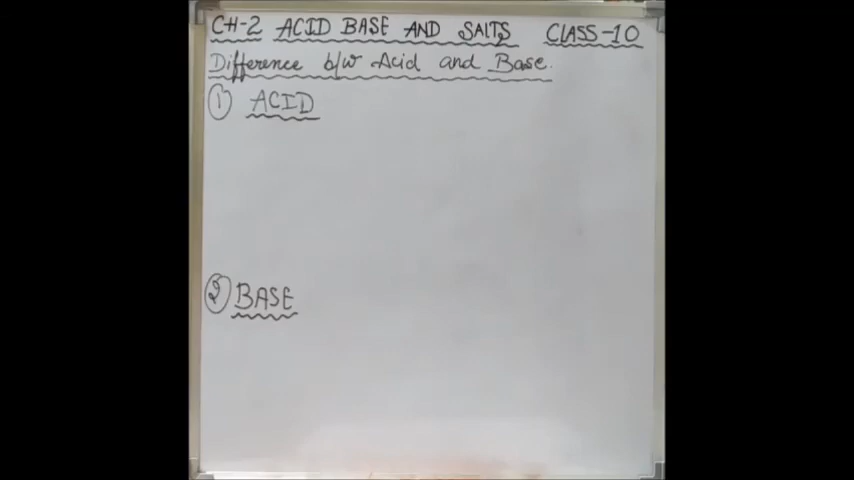 CH-2 ACID BASE AND SALTS CLASS-10
Difference b/w Acid and Base.
① ACID
② BASE